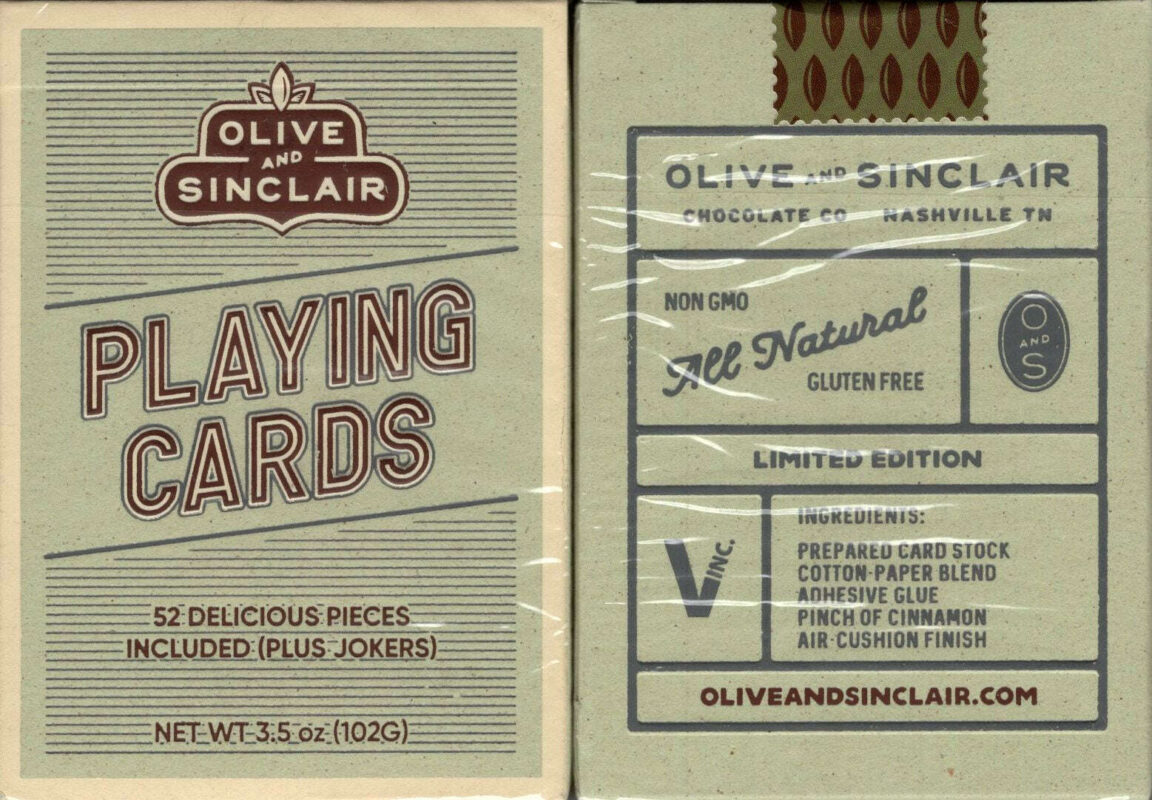 OLIVE
AND
SINCLAIR
PLAYING
CARDS
52 DELICIOUS PIECES
INCLUDED (PLUS JOKERS)
NET WT 3.5 oz (102G)
OLIVE AND SINCLAIR
CHOCOLATE CO NASHVILLE TN
NON GMO
All Natural
GLUTEN FREE
O
AND
S
LIMITED EDITION
V INC.
INGREDIENTS:
PREPARED CARD STOCK
COTTON-PAPER BLEND
ADHESIVE GLUE
PINCH OF CINNAMON
AIR-CUSHION FINISH
OLIVEANDSINCLAIR.COM